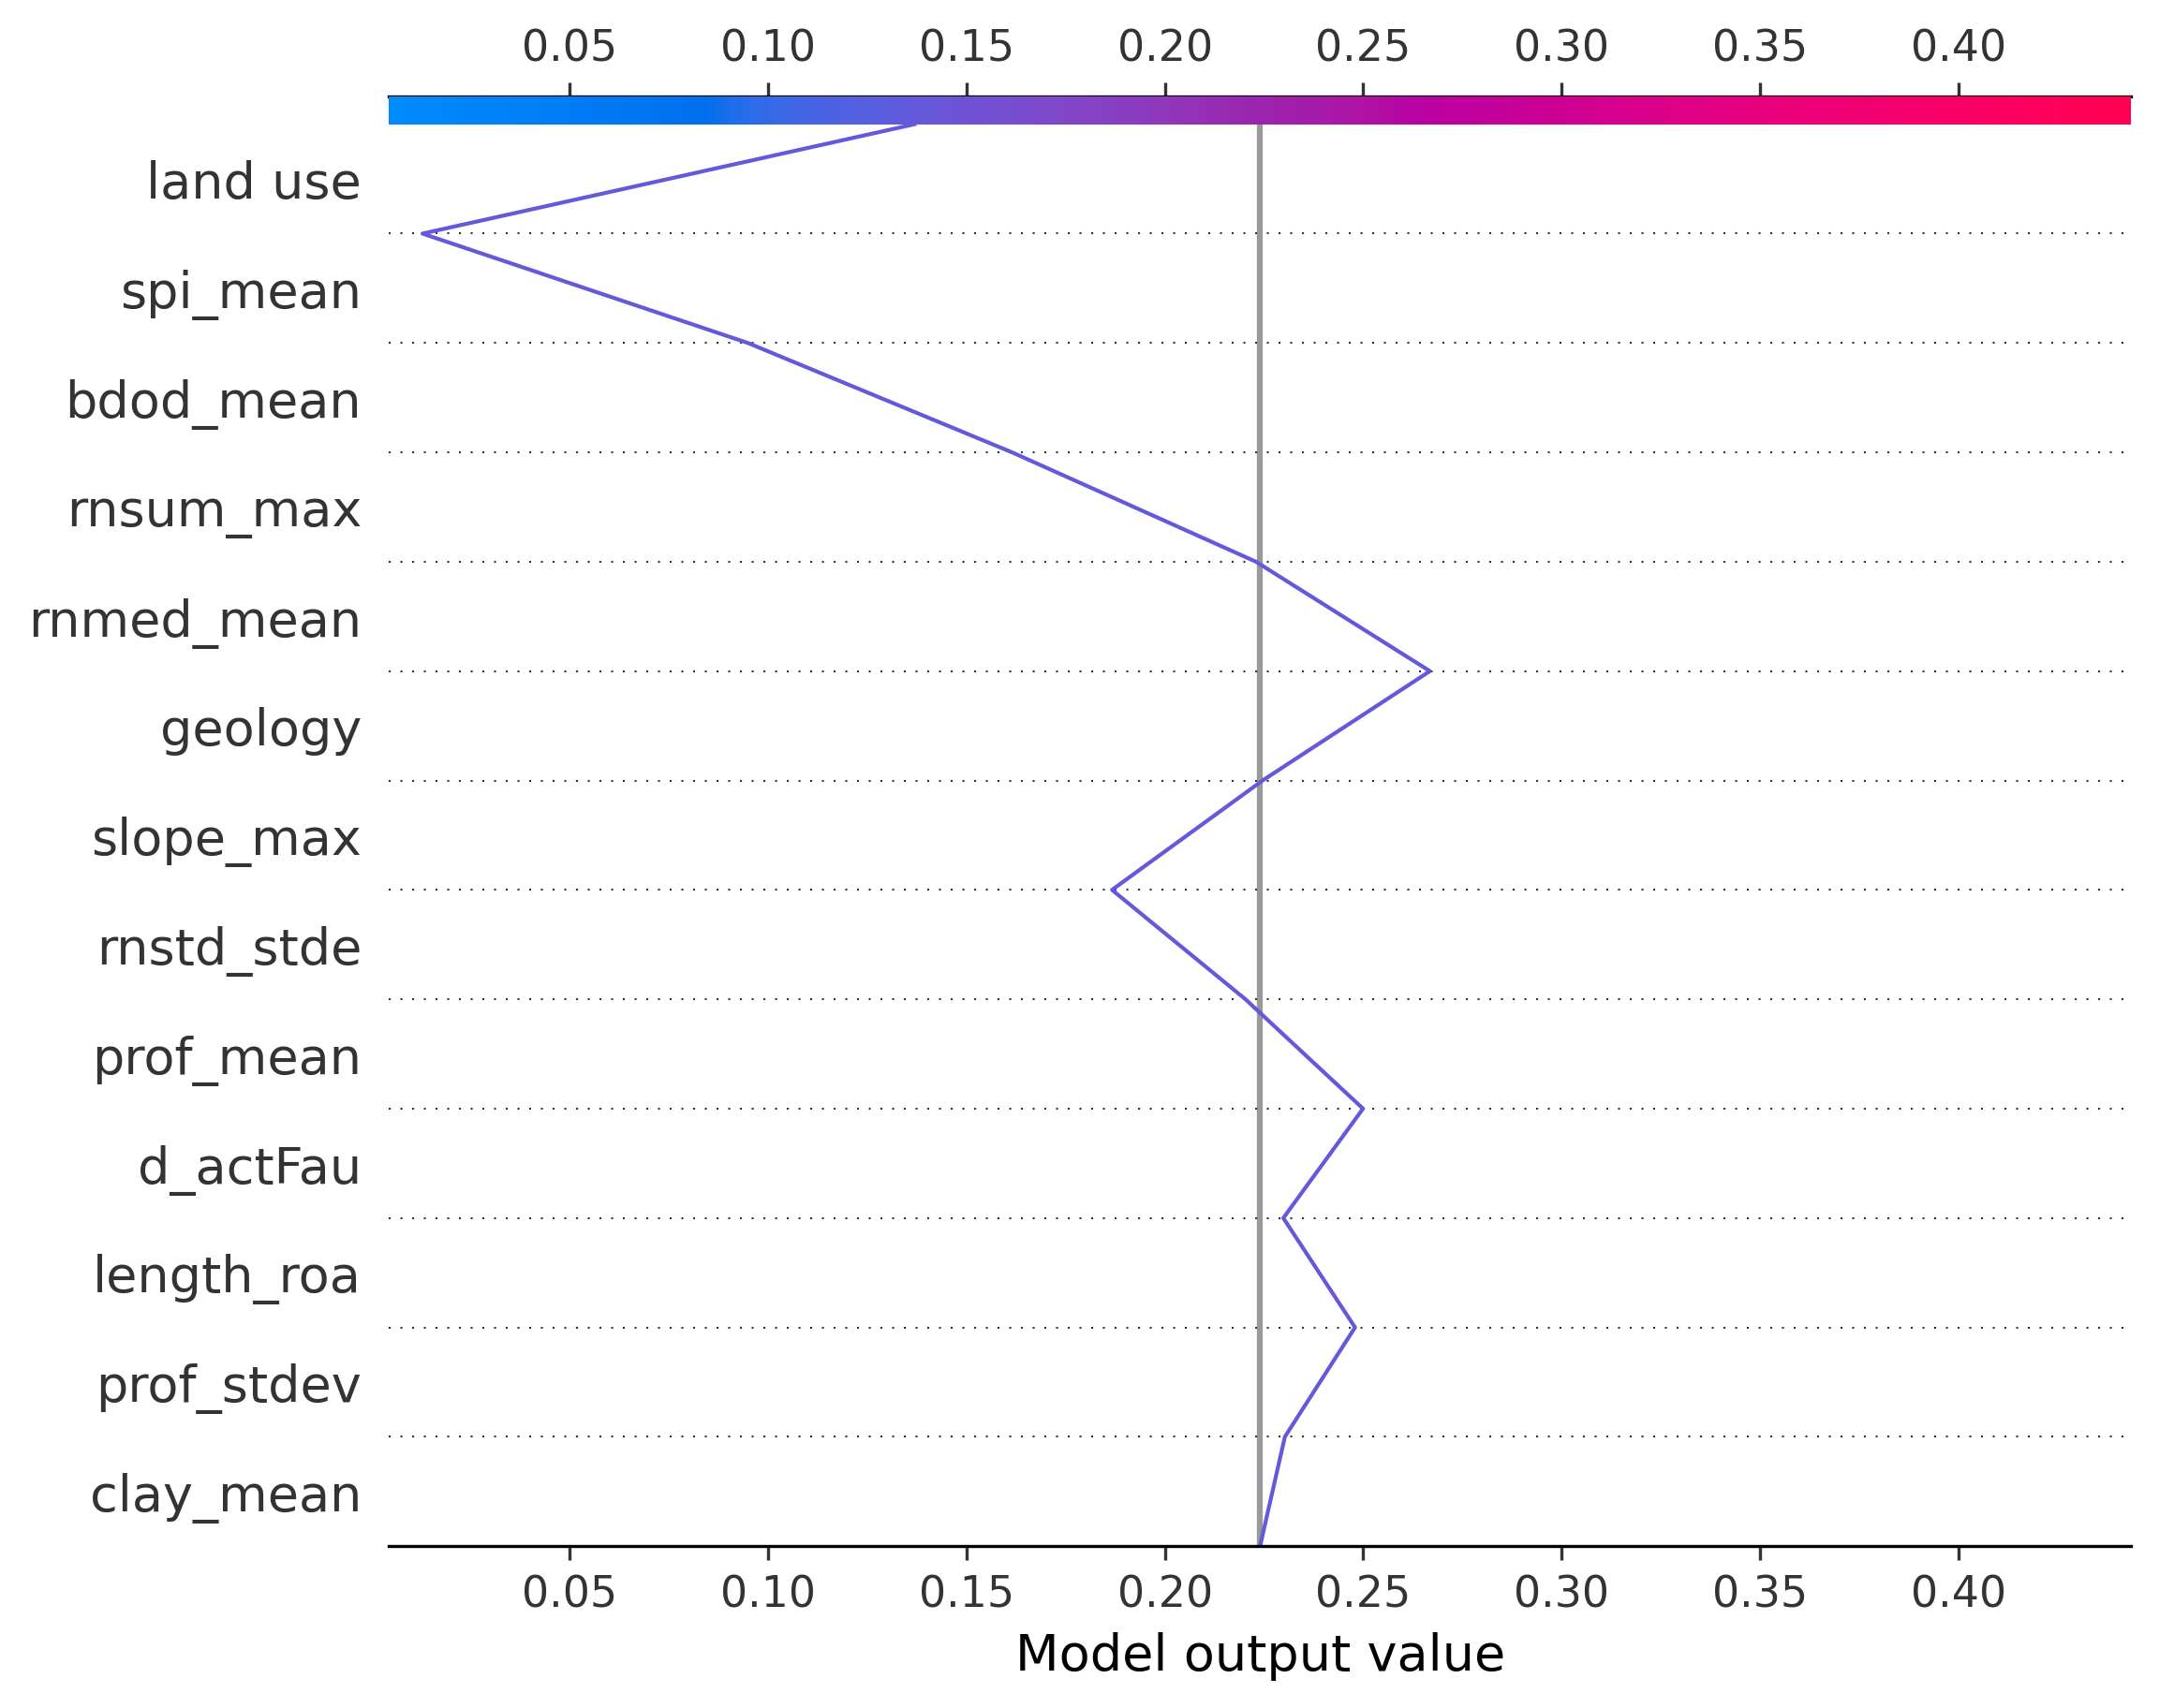 0.05 0.10 0.15 0.20 0.25 0.30 0.35 0.40
land use
spi_mean
bdod_mean
rnsum_max
rnmed_mean
geology
slope_max
rnstd_stde
prof_mean
d_actFau
length_roa
prof_stdev
clay_mean
0.05 0.10 0.15 0.20 0.25 0.30 0.35 0.40
Model output value